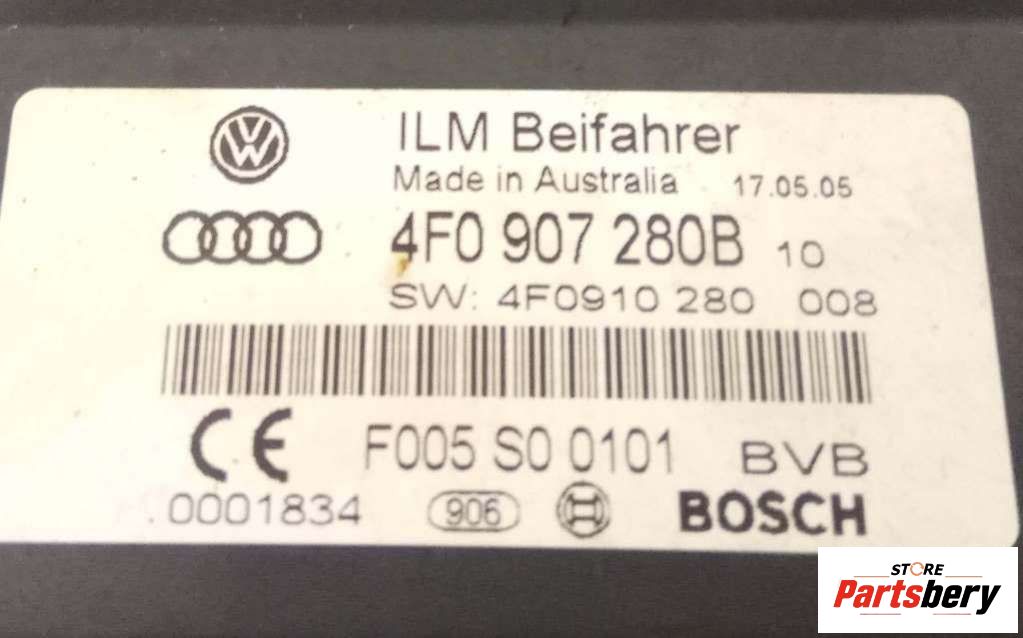 ILM Beifahrer
Made in Australia 17.05.05
4F0 907 280B 10
SW: 4F0910 280 008
CE F005 S0 0101 BVB
.0001834 906 BOSCH
STORE
Partsbery